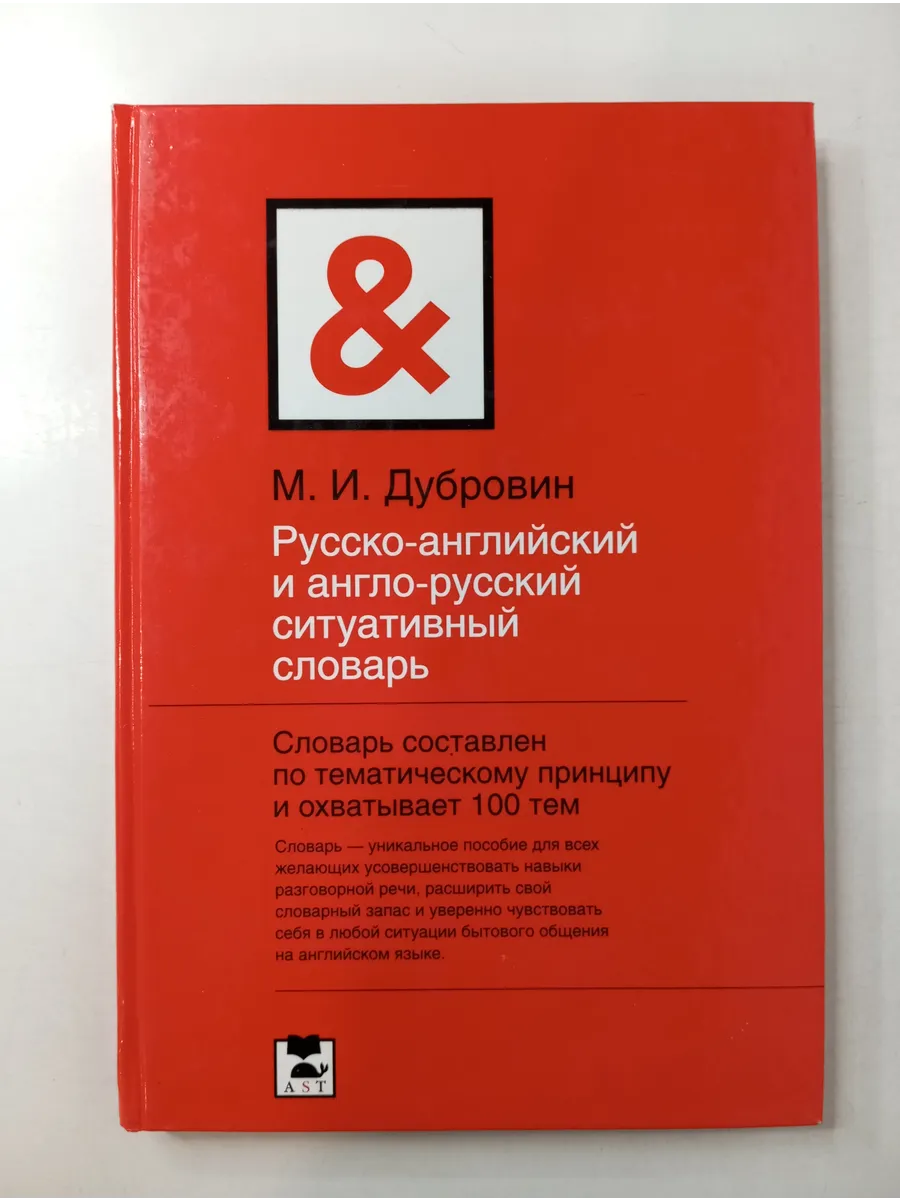 &
М. И. Дубровин
Русско-английский
и англо-русский
ситуативный
словарь
Словарь составлен
по тематическому принципу
и охватывает 100 тем
Словарь — уникальное пособие для всех
желающих усовершенствовать навыки
разговорной речи, расширить свой
словарный запас и уверенно чувствовать
себя в любой ситуации бытового общения
на английском языке.
AST